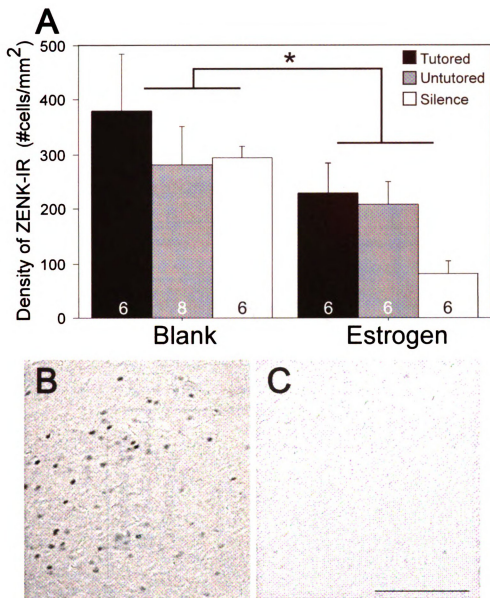 A
Density of ZENK-IR (#cells/mm²)
500
400
300
200
100
0
*
Tutored
Untutored
Silence
6
8
6
6
6
6
Blank
Estrogen
B
C